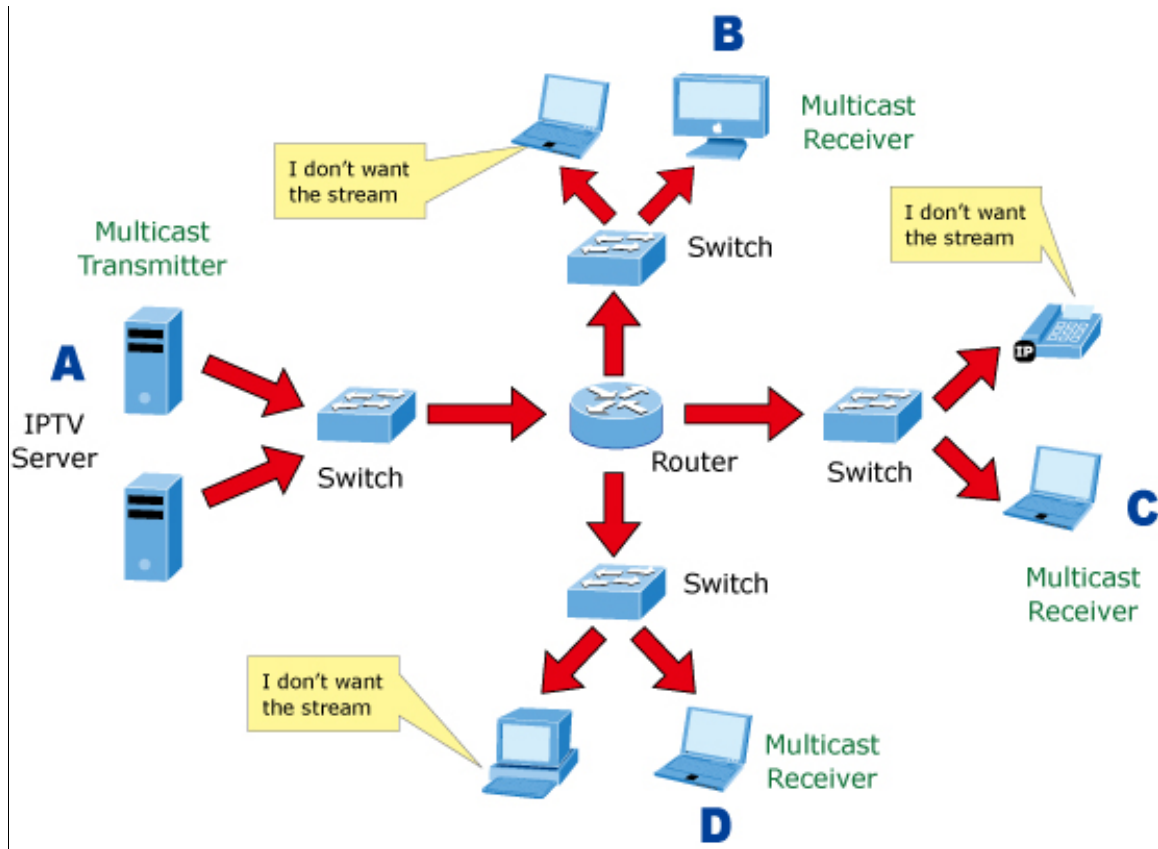 B
Multicast
Receiver
I don't want
the stream
I don't want
the stream
Switch
Multicast
Transmitter
A
IPTV
Server
Switch
Router
Switch
IP
C
Multicast
Receiver
Switch
I don't want
the stream
Multicast
Receiver
D